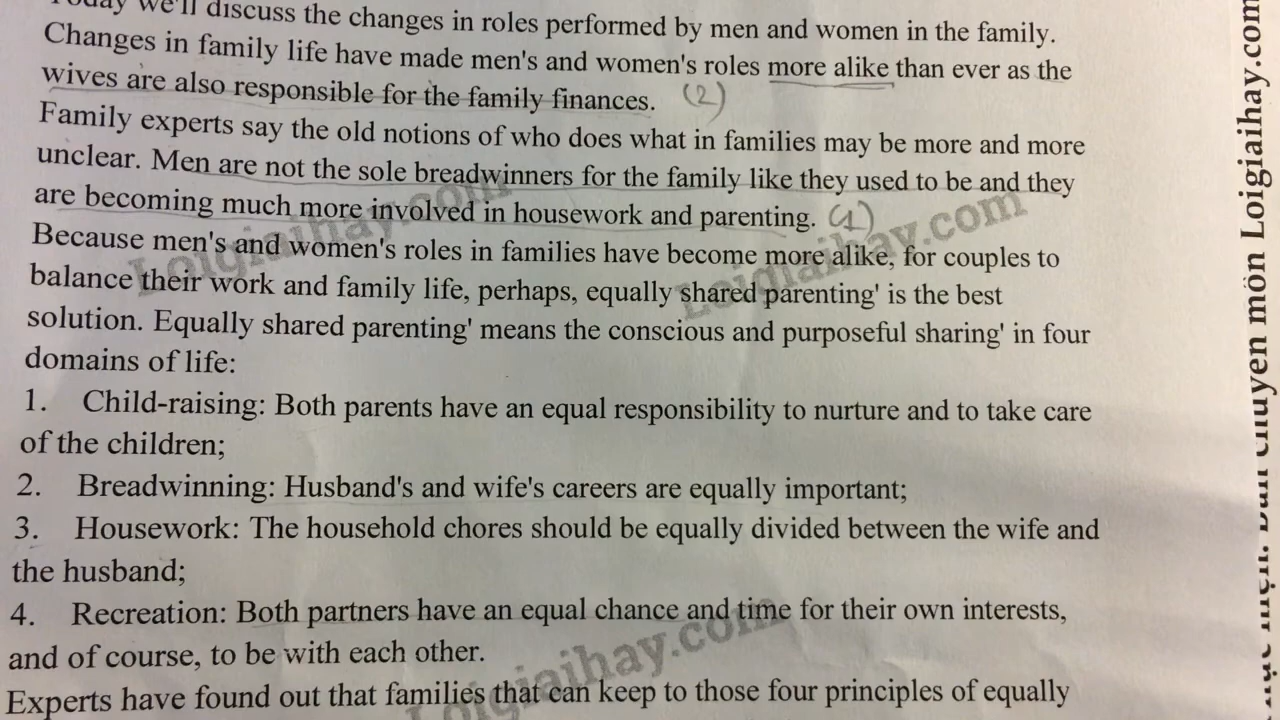 Today we'll discuss the changes in roles performed by men and women in the family.
Changes in family life have made men's and women's roles more alike than ever as the
wives are also responsible for the family finances. (2)
Family experts say the old notions of who does what in families may be more and more
unclear. Men are not the sole breadwinners for the family like they used to be and they
are becoming much more involved in housework and parenting. (1)
Because men's and women's roles in families have become more alike, for couples to
balance their work and family life, perhaps, equally shared parenting' is the best
solution. Equally shared parenting' means the conscious and purposeful sharing' in four
domains of life:
1. Child-raising: Both parents have an equal responsibility to nurture and to take care
of the children;
2. Breadwinning: Husband's and wife's careers are equally important;
3. Housework: The household chores should be equally divided between the wife and
the husband;
4. Recreation: Both partners have an equal chance and time for their own interests,
and of course, to be with each other.
Experts have found out that families that can keep to those four principles of equally
Loigiaihay.com
Loigiaihay.com
Loigiaihay.com
chuyên môn Loigiaihay.com